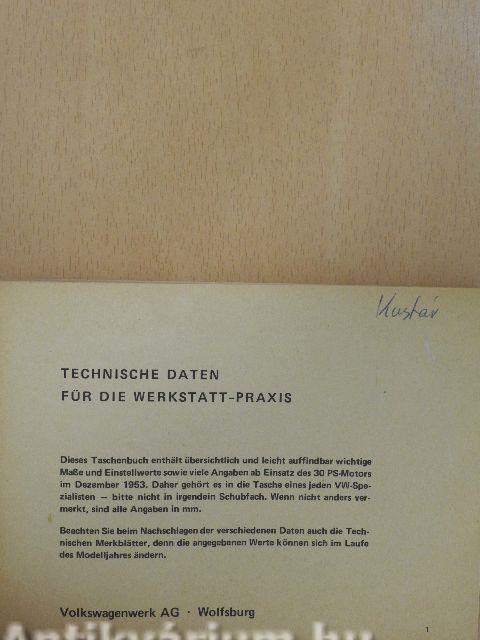 Kustár
TECHNISCHE DATEN
FÜR DIE WERKSTATT-PRAXIS
Dieses Taschenbuch enthält übersichtlich und leicht auffindbar wichtige
Maße und Einstellwerte sowie viele Angaben ab Einsatz des 30 PS-Motors
im Dezember 1953. Daher gehört es in die Tasche eines jeden VW-Spe-
zialisten — bitte nicht in irgendein Schubfach. Wenn nicht anders ver-
merkt, sind alle Angaben in mm.
Beachten Sie beim Nachschlagen der verschiedenen Daten auch die Tech-
nischen Merkblätter, denn die angegebenen Werte können sich im Laufe
des Modelljahres ändern.
Volkswagenwerk AG · Wolfsburg
Antikvárium.hu
1